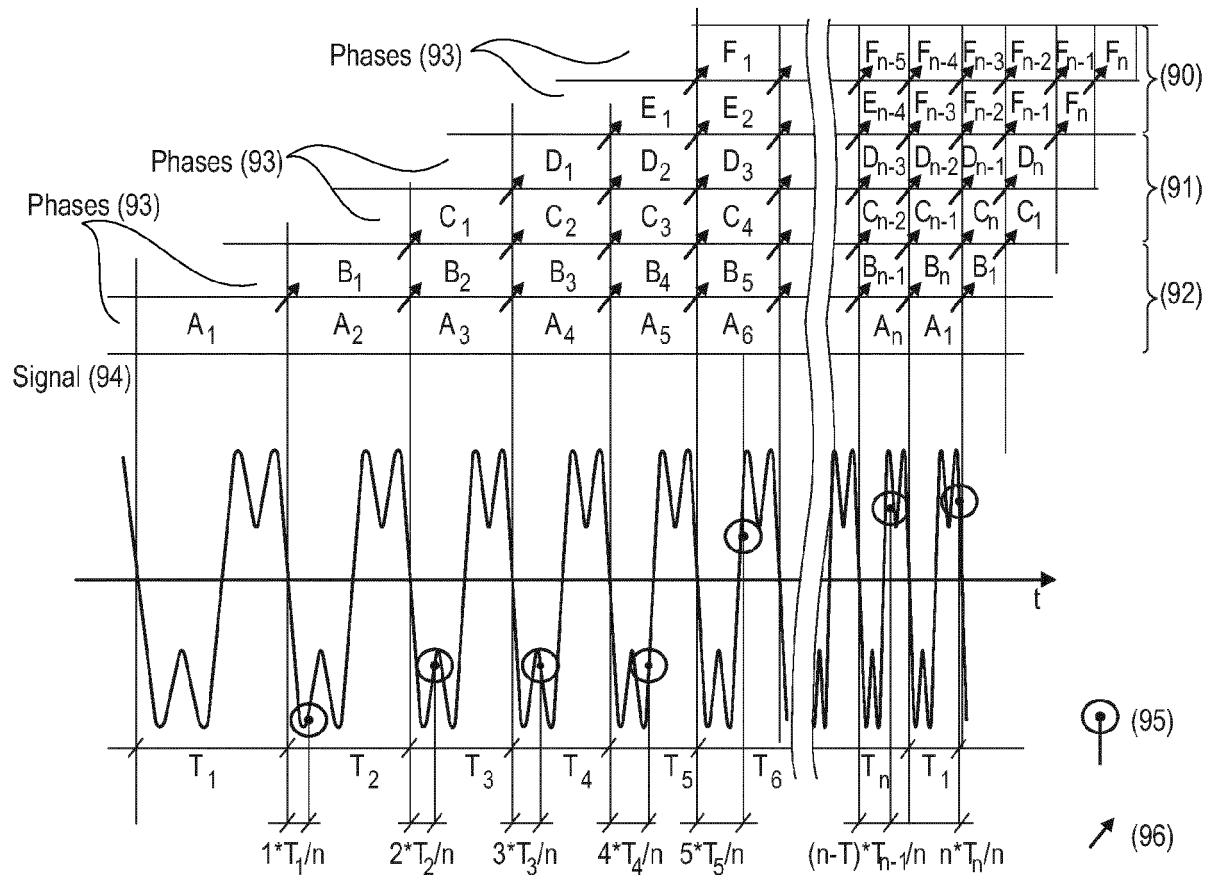 Phases (93) F₁ Fₙ₋₅ Fₙ₋₄ Fₙ₋₃ Fₙ₋₂ Fₙ₋₁ Fₙ (90)
E₁ E₂ Eₙ₋₄ Fₙ₋₃ Fₙ₋₂ Fₙ₋₁ Fₙ
Phases (93) D₁ D₂ D₃ Dₙ₋₃ Dₙ₋₂ Dₙ₋₁ Dₙ (91)
Phases (93) C₁ C₂ C₃ C₄ Cₙ₋₂ Cₙ₋₁ Cₙ C₁
B₁ B₂ B₃ B₄ B₅ Bₙ₋₁ Bₙ B₁ (92)
A₁ A₂ A₃ A₄ A₅ A₆ Aₙ A₁
Signal (94)
t
(95)
T₁ T₂ T₃ T₄ T₅ T₆ Tₙ T₁
1*T₁/n 2*T₂/n 3*T₃/n 4*T₄/n 5*T₅/n (n-T)*Tₙ₋₁/n n*Tₙ/n
(96)